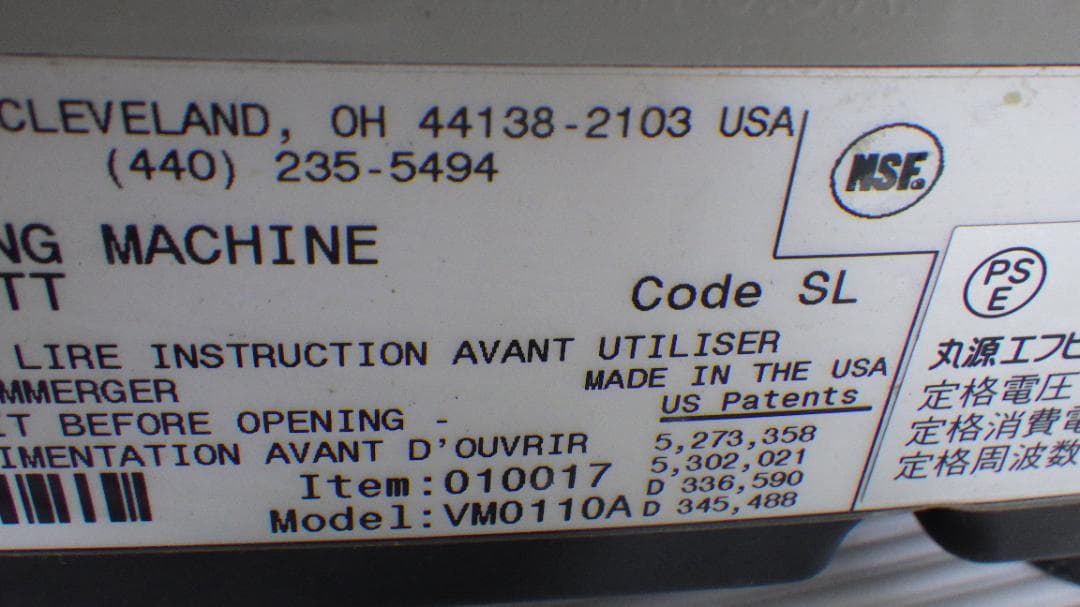 CLEVELAND, OH 44138-2103 USA
(440) 235-5494
NSF.
NG MACHINE
TT
Code SL
PS
E
LIRE INSTRUCTION AVANT UTILISER
MMERGER
MADE IN THE USA
US Patents
IT BEFORE OPENING -
IMENTATION AVANT D'OUVRIR
5,273,358
5,302,021
D 336,590
D 345,488
Item:010017
Model:VM0110A
丸源エフピ
定格電圧
定格消費電
定格周波数